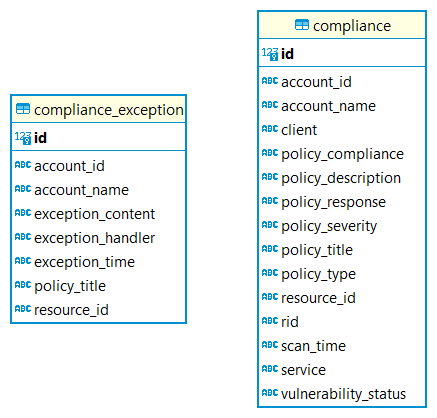 compliance_exception
123 id
ABC account_id
ABC account_name
ABC exception_content
ABC exception_handler
ABC exception_time
ABC policy_title
ABC resource_id
compliance
123 id
ABC account_id
ABC account_name
ABC client
ABC policy_compliance
ABC policy_description
ABC policy_response
ABC policy_severity
ABC policy_title
ABC policy_type
ABC resource_id
ABC rid
ABC scan_time
ABC service
ABC vulnerability_status